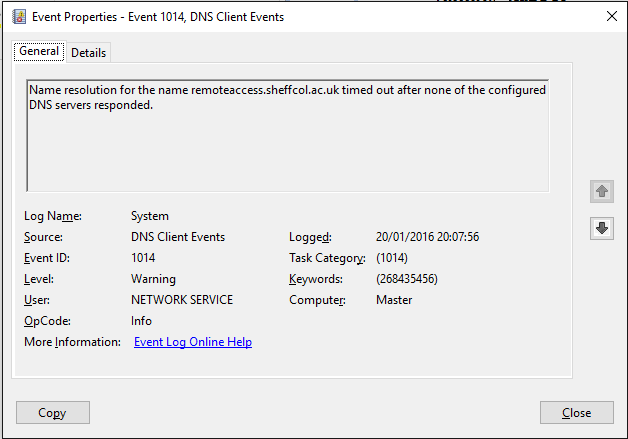 Event Properties - Event 1014, DNS Client Events
General
Details
Name resolution for the name remoteaccess.sheffcol.ac.uk timed out after none of the configured
DNS servers responded.
Log Name: System
Source: DNS Client Events Logged: 20/01/2016 20:07:56
Event ID: 1014 Task Category: (1014)
Level: Warning Keywords: (268435456)
User: NETWORK SERVICE Computer: Master
OpCode: Info
More Information: Event Log Online Help
Copy
Close